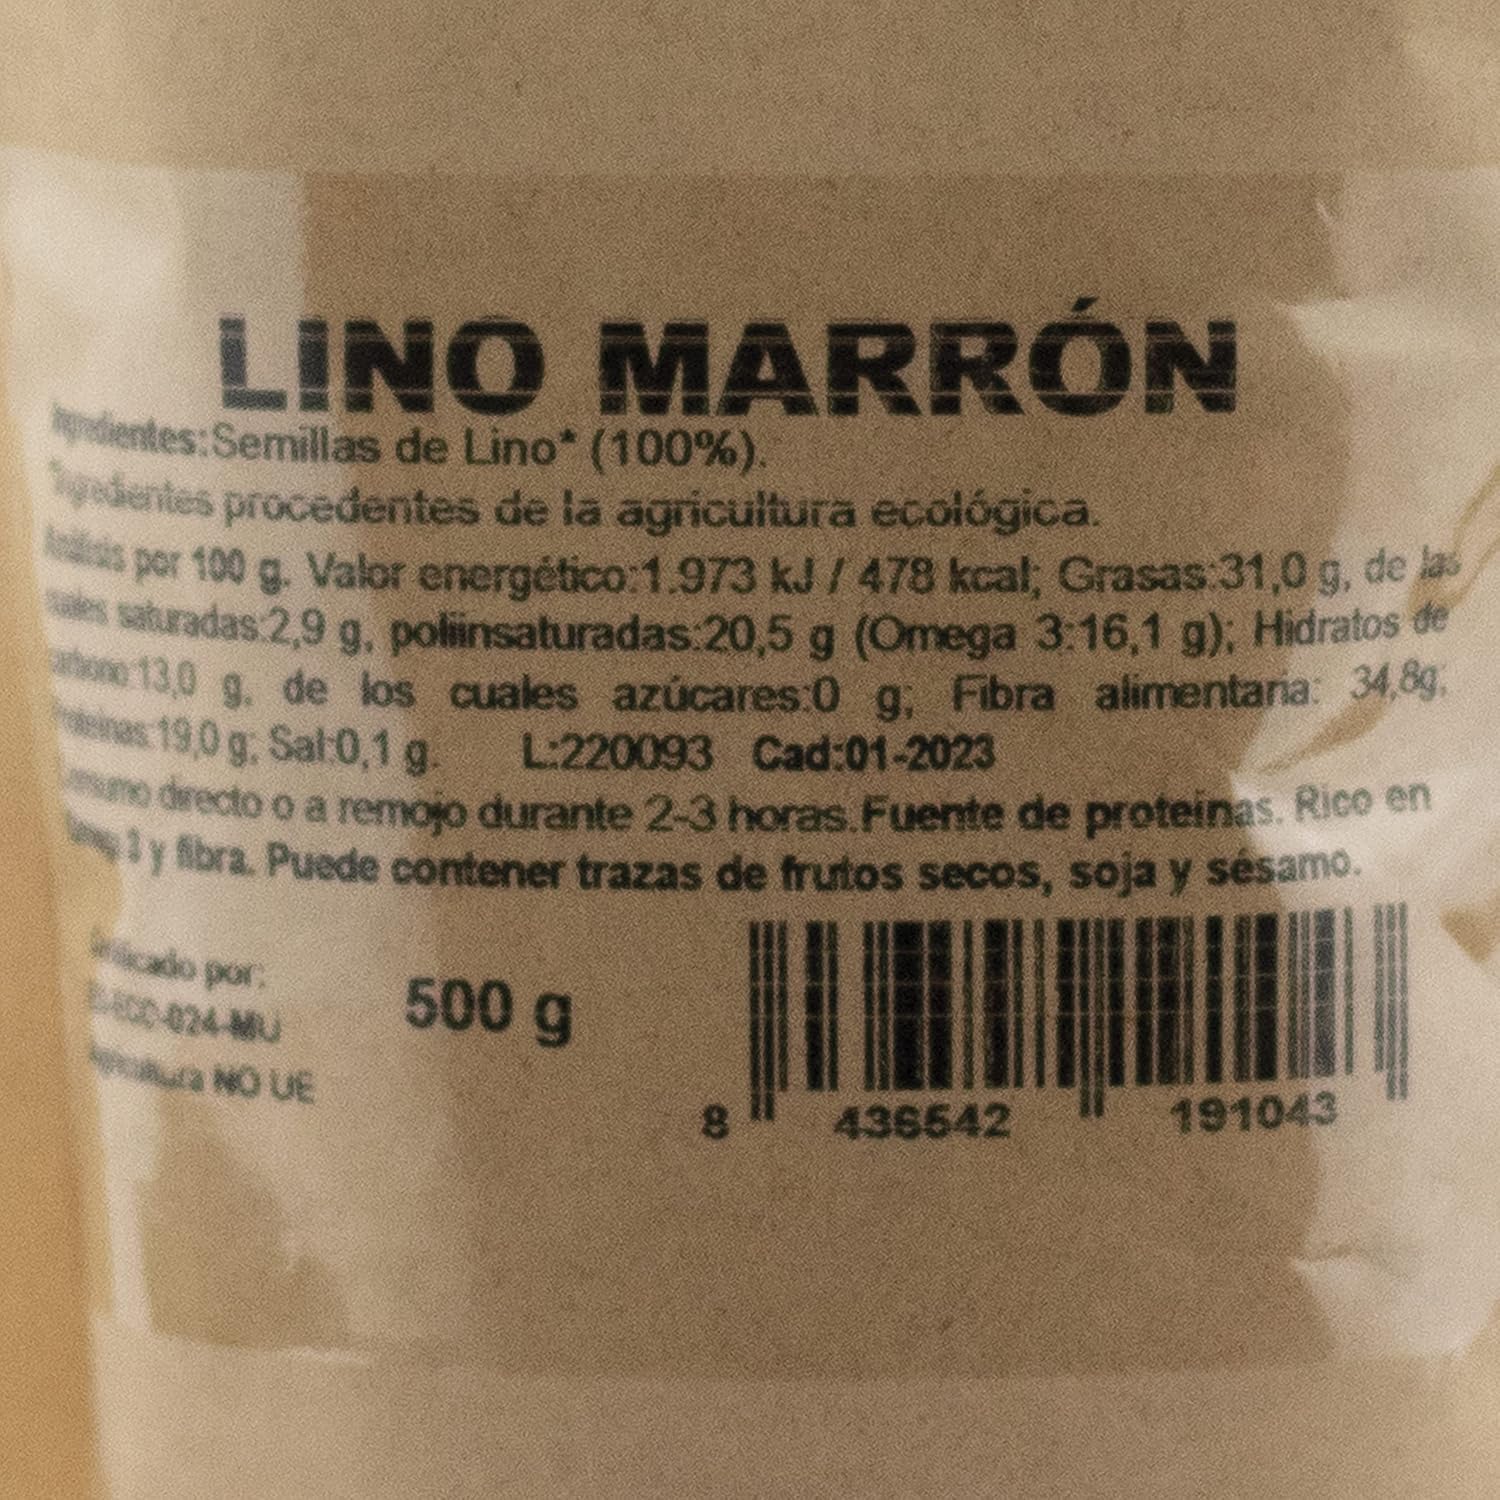 LINO MARRÓN
Ingredientes:Semillas de Lino* (100%).
*Ingredientes procedentes de la agricultura ecológica.
Análisis por 100 g. Valor energético:1.973 kJ / 478 kcal; Grasas:31,0 g, de las
cuales saturadas:2,9 g, poliinsaturadas:20,5 g (Omega 3:16,1 g); Hidratos de
carbono:13,0 g, de los cuales azúcares:0 g; Fibra alimentaria: 34,8g;
Proteínas:19,0 g; Sal:0,1 g. L:220093 Cad:01-2023
Consumo directo o a remojo durante 2-3 horas.Fuente de proteínas. Rico en
Omega 3 y fibra. Puede contener trazas de frutos secos, soja y sésamo.
Certificado por:
ES-ECO-024-MU
Agricultura NO UE
500 g
8 436542 191043